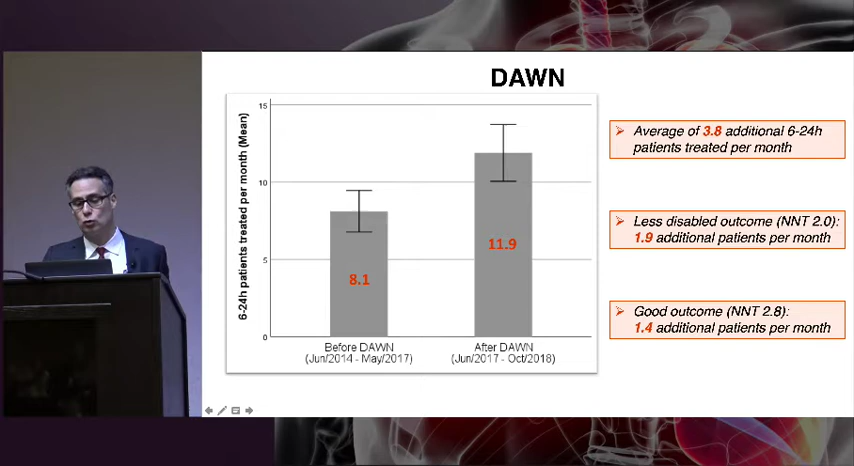 DAWN
6-24h patients treated per month (Mean)
15
10
5
0
8.1
11.9
Before DAWN
(Jun/2014 - May/2017)
After DAWN
(Jun/2017 - Oct/2018)
➢ Average of 3.8 additional 6-24h
patients treated per month
➢ Less disabled outcome (NNT 2.0):
1.9 additional patients per month
➢ Good outcome (NNT 2.8):
1.4 additional patients per month